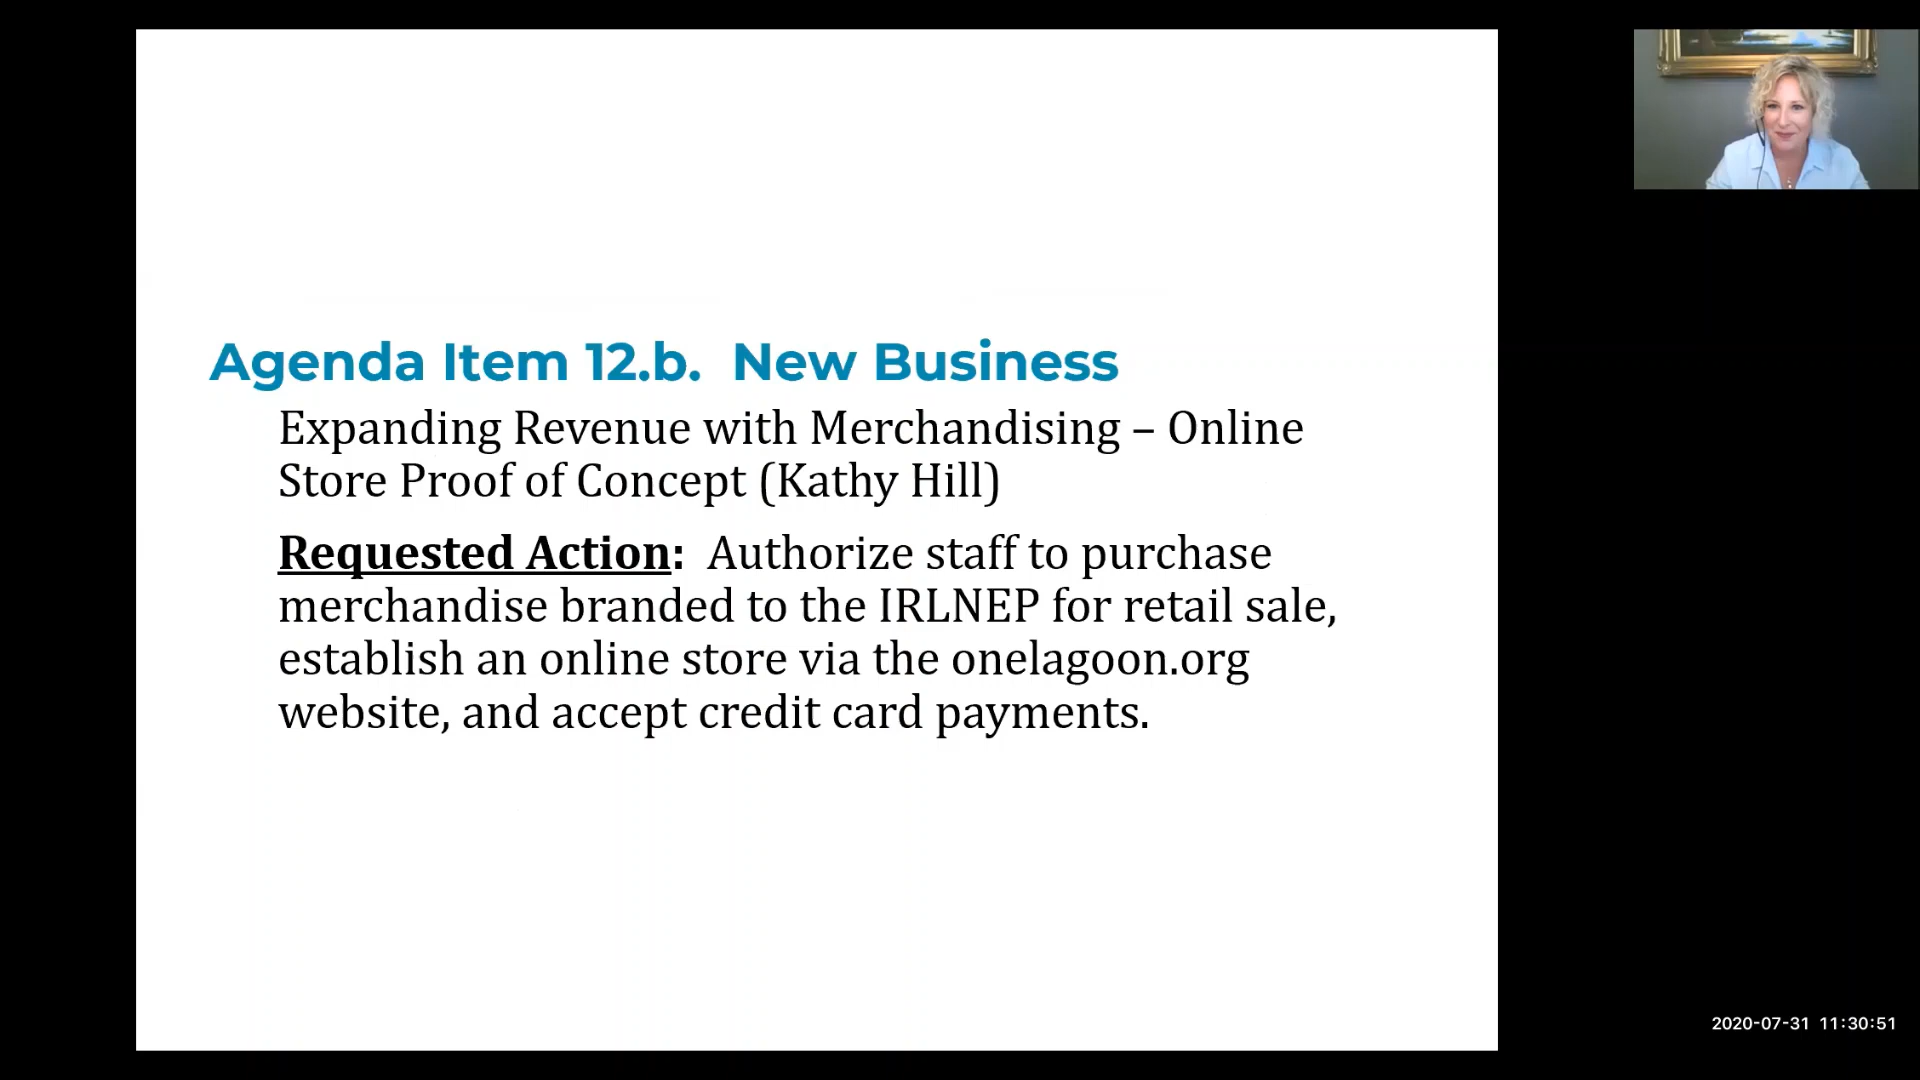 Agenda Item 12.b.  New Business
Expanding Revenue with Merchandising – Online
Store Proof of Concept (Kathy Hill)
Requested Action:  Authorize staff to purchase
merchandise branded to the IRLNEP for retail sale,
establish an online store via the onelagoon.org
website, and accept credit card payments.
2020-07-31  11:30:51